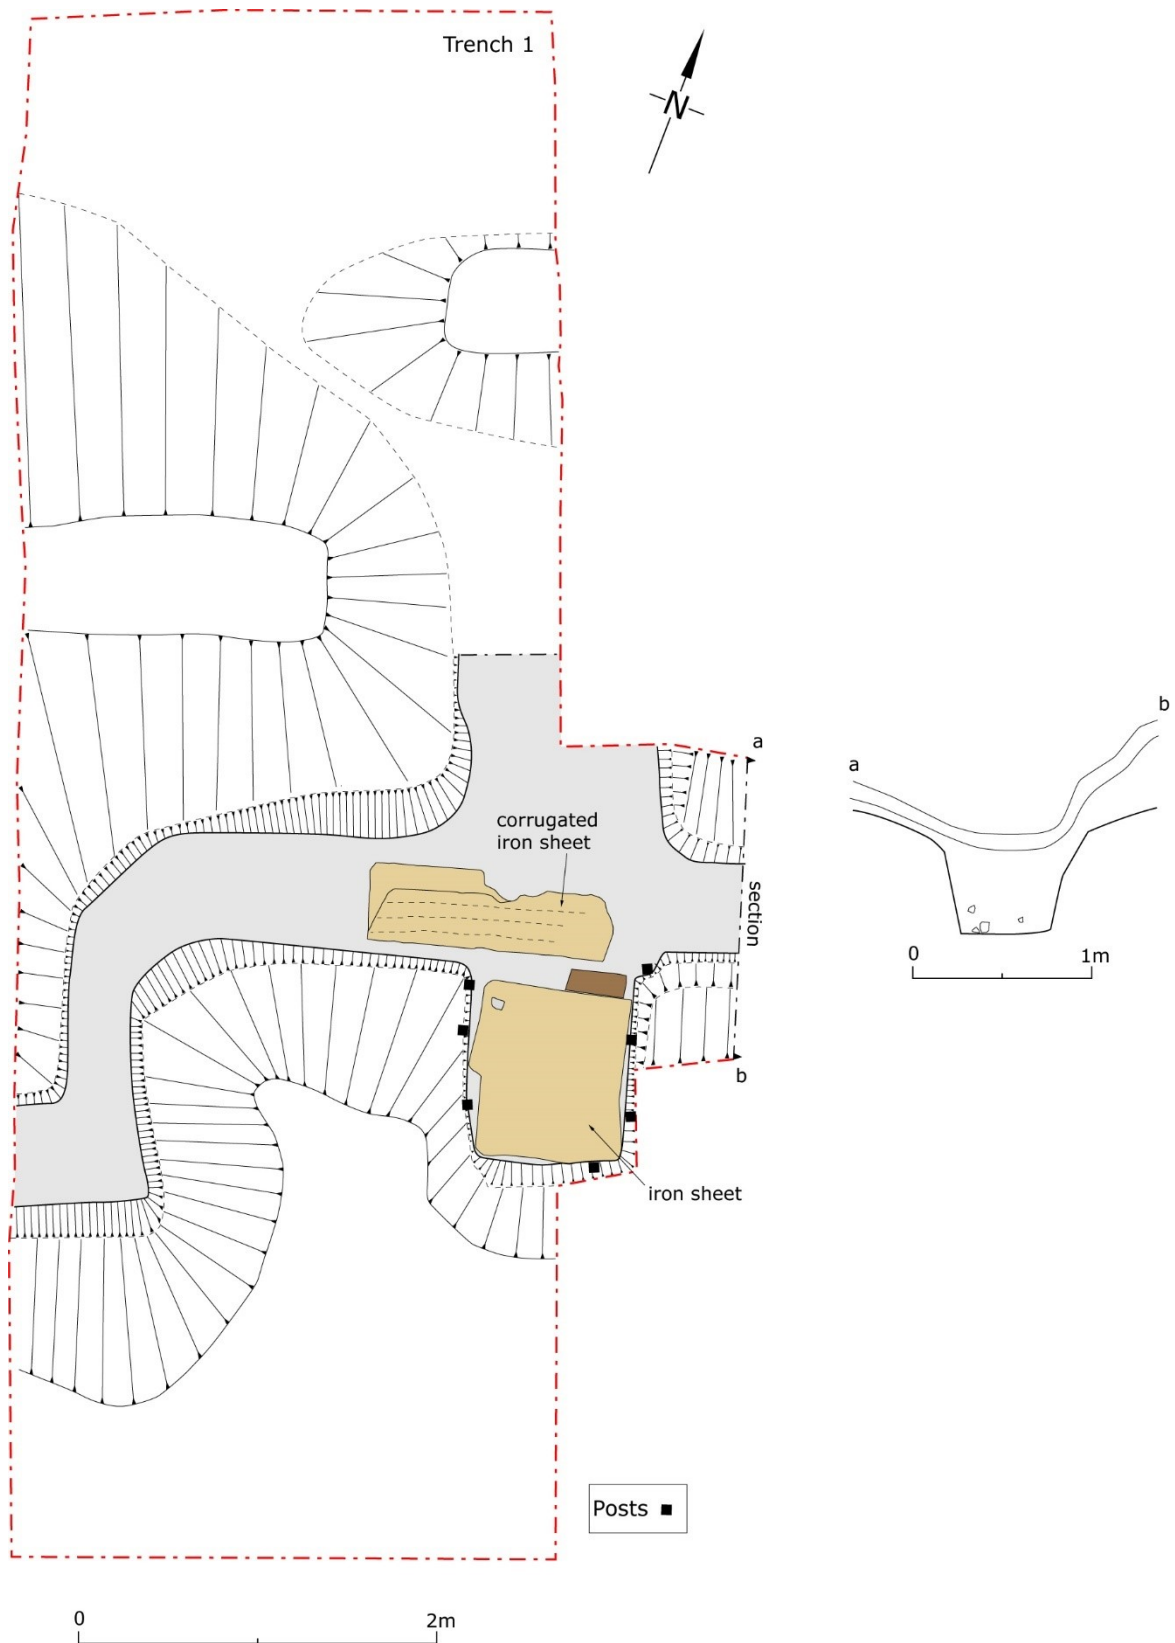 Trench 1
N
a
b
a
corrugated
iron sheet
section
0
1m
b
iron sheet
Posts
0
2m